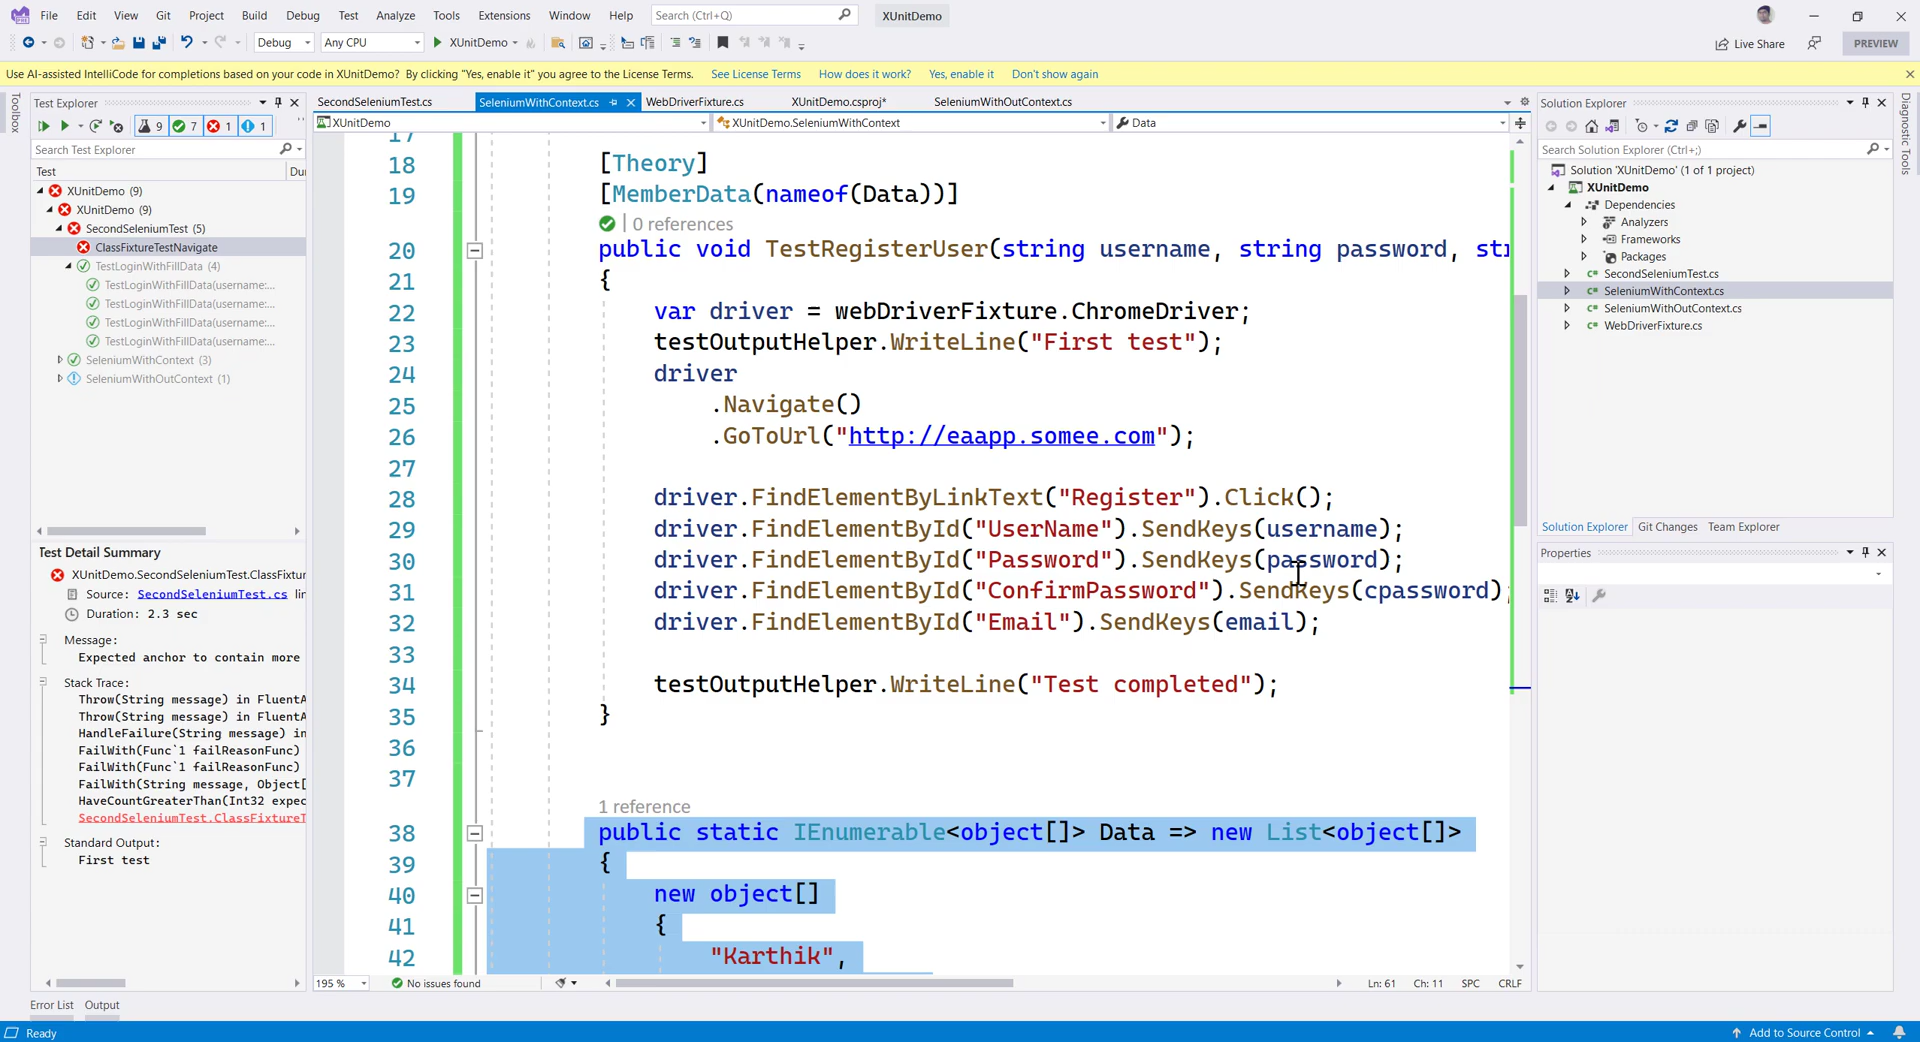 File Edit View Git Project Build Debug Test Analyze Tools Extensions Window Help Search (Ctrl+Q) XUnitDemo
Debug Any CPU XUnitDemo Live Share PREVIEW
Use AI-assisted IntelliCode for completions based on your code in XUnitDemo? By clicking "Yes, enable it" you agree to the License Terms. See License Terms How does it work? Yes, enable it Don't show again
Toolbox
Test Explorer
9 7 1 1
Search Test Explorer
Test Du
XUnitDemo (9)
XUnitDemo (9)
SecondSeleniumTest (5)
ClassFixtureTestNavigate
TestLoginWithFillData (4)
TestLoginWithFillData(username:...
TestLoginWithFillData(username:...
TestLoginWithFillData(username:...
TestLoginWithFillData(username:...
SeleniumWithContext (3)
SeleniumWithOutContext (1)
Test Detail Summary
XUnitDemo.SecondSeleniumTest.ClassFixtur
Source: SecondSeleniumTest.cs lin
Duration: 2.3 sec
Message:
Expected anchor to contain more
Stack Trace:
Throw(String message) in FluentA
Throw(String message) in FluentA
HandleFailure(String message) in
FailWith(Func`1 failReasonFunc)
FailWith(Func`1 failReasonFunc)
FailWith(String message, Object[
HaveCountGreaterThan(Int32 expec
SecondSeleniumTest.ClassFixtureT
Standard Output:
First test
SecondSeleniumTest.cs SeleniumWithContext.cs WebDriverFixture.cs XUnitDemo.csproj* SeleniumWithOutContext.cs
XUnitDemo XUnitDemo.SeleniumWithContext Data
17
18 [Theory]
19 [MemberData(nameof(Data))]
0 references
20 public void TestRegisterUser(string username, string password, str
21 {
22 var driver = webDriverFixture.ChromeDriver;
23 testOutputHelper.WriteLine("First test");
24 driver
25 .Navigate()
26 .GoToUrl("http://eaapp.somee.com");
27
28 driver.FindElementByLinkText("Register").Click();
29 driver.FindElementById("UserName").SendKeys(username);
30 driver.FindElementById("Password").SendKeys(password);
31 driver.FindElementById("ConfirmPassword").SendKeys(cpassword);
32 driver.FindElementById("Email").SendKeys(email);
33
34 testOutputHelper.WriteLine("Test completed");
35 }
36
37
1 reference
38 public static IEnumerable<object[]> Data => new List<object[]>
39 {
40 new object[]
41 {
42 "Karthik",
195 % No issues found Ln: 61 Ch: 11 SPC CRLF
Solution Explorer
Search Solution Explorer (Ctrl+;)
Solution 'XUnitDemo' (1 of 1 project)
XUnitDemo
Dependencies
Analyzers
Frameworks
Packages
SecondSeleniumTest.cs
SeleniumWithContext.cs
SeleniumWithOutContext.cs
WebDriverFixture.cs
Solution Explorer Git Changes Team Explorer
Properties
Diagnostic Tools
Error List Output
Ready Add to Source Control